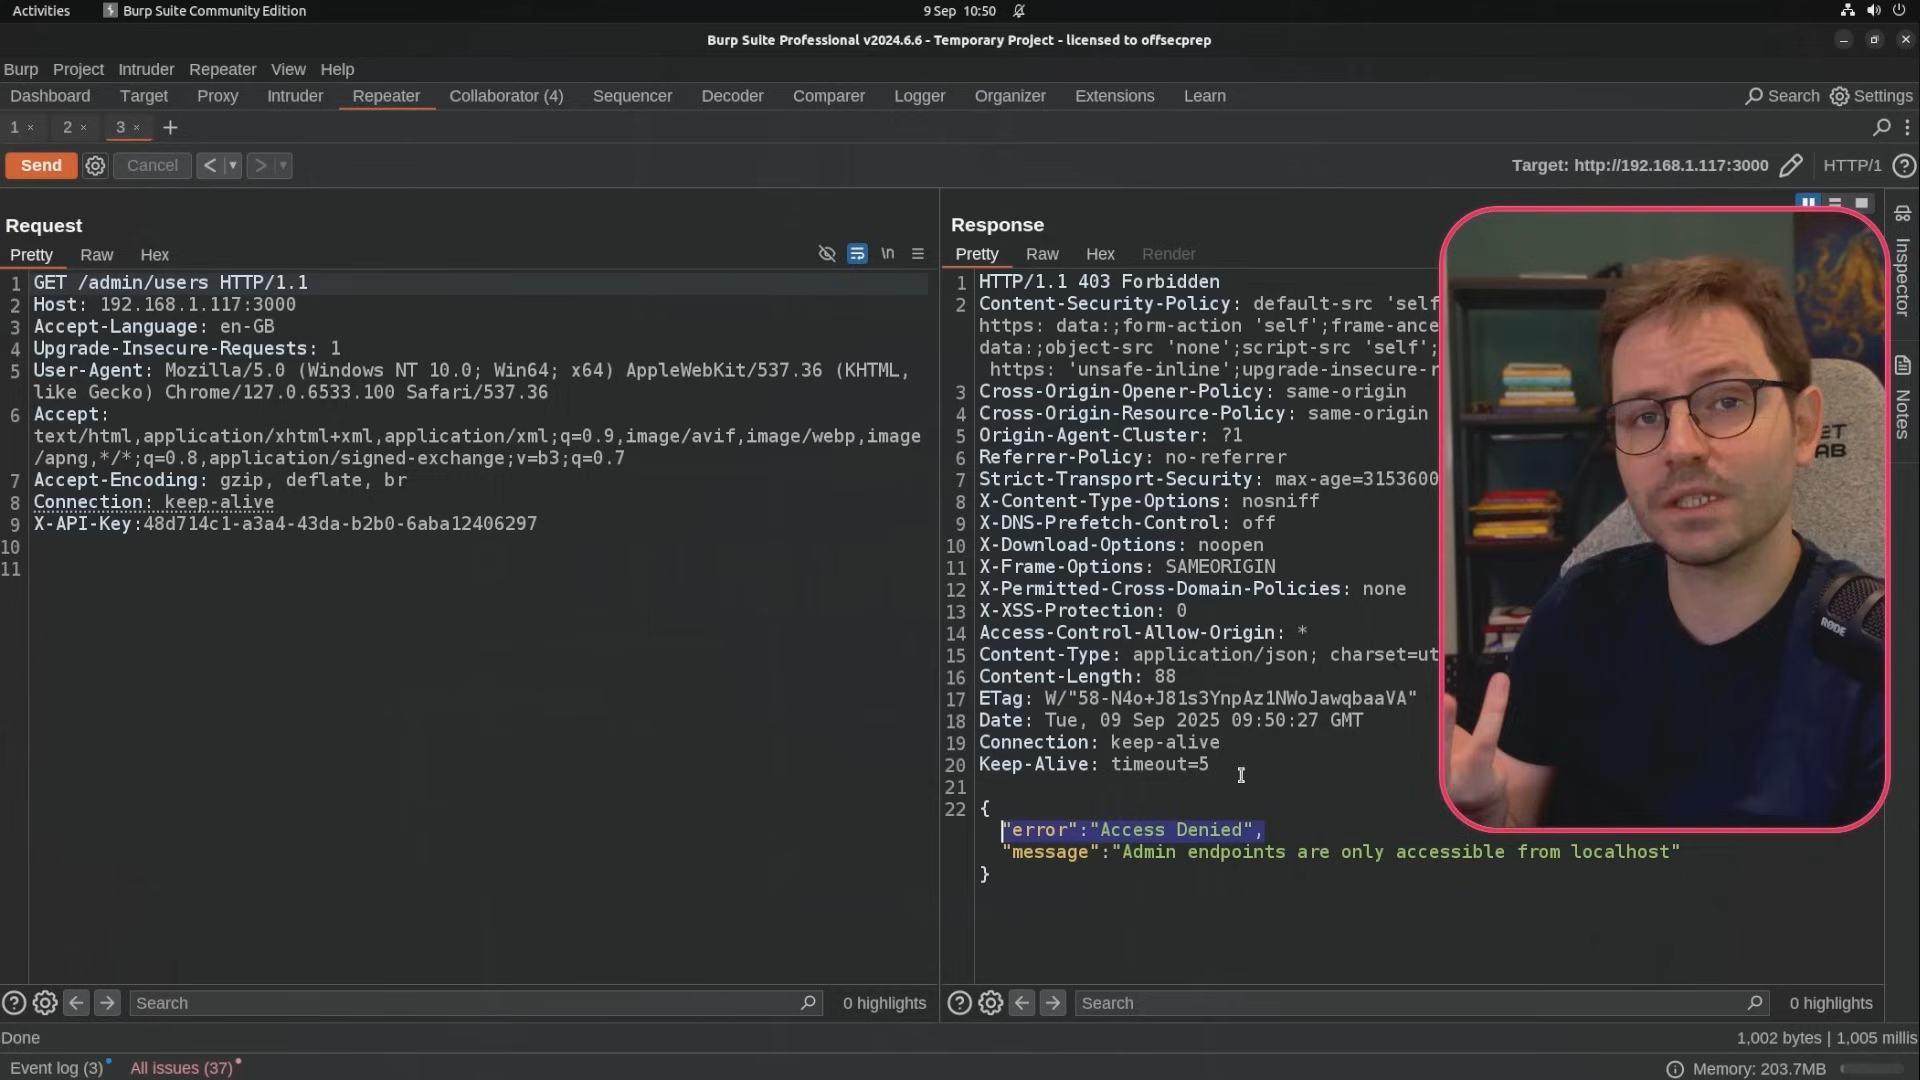 Activities
Burp Suite Community Edition
9 Sep 10:50
Burp Suite Professional v2024.6.6 - Temporary Project - licensed to offsecprep
Burp Project Intruder Repeater View Help
Dashboard Target Proxy Intruder Repeater Collaborator (4) Sequencer Decoder Comparer Logger Organizer Extensions Learn
Search Settings
1 × 2 × 3 × +
Send Cancel < >
Target: http://192.168.1.117:3000 HTTP/1
Request
Pretty Raw Hex
\n
1 GET /admin/users HTTP/1.1
2 Host: 192.168.1.117:3000
3 Accept-Language: en-GB
4 Upgrade-Insecure-Requests: 1
5 User-Agent: Mozilla/5.0 (Windows NT 10.0; Win64; x64) AppleWebKit/537.36 (KHTML,
like Gecko) Chrome/127.0.6533.100 Safari/537.36
6 Accept:
text/html,application/xhtml+xml,application/xml;q=0.9,image/avif,image/webp,image
/apng,*/*;q=0.8,application/signed-exchange;v=b3;q=0.7
7 Accept-Encoding: gzip, deflate, br
8 Connection: keep-alive
9 X-API-Key:48d714c1-a3a4-43da-b2b0-6aba12406297
10
11
Search
0 highlights
Response
Pretty Raw Hex Render
1 HTTP/1.1 403 Forbidden
2 Content-Security-Policy: default-src 'self
https: data:;form-action 'self';frame-ance
data:;object-src 'none';script-src 'self';
https: 'unsafe-inline';upgrade-insecure-r
3 Cross-Origin-Opener-Policy: same-origin
4 Cross-Origin-Resource-Policy: same-origin
5 Origin-Agent-Cluster: ?1
6 Referrer-Policy: no-referrer
7 Strict-Transport-Security: max-age=3153600
8 X-Content-Type-Options: nosniff
9 X-DNS-Prefetch-Control: off
10 X-Download-Options: noopen
11 X-Frame-Options: SAMEORIGIN
12 X-Permitted-Cross-Domain-Policies: none
13 X-XSS-Protection: 0
14 Access-Control-Allow-Origin: *
15 Content-Type: application/json; charset=ut
16 Content-Length: 88
17 ETag: W/"58-N4o+J81s3YnpAz1NWoJawqbaaVA"
18 Date: Tue, 09 Sep 2025 09:50:27 GMT
19 Connection: keep-alive
20 Keep-Alive: timeout=5
21
22 {
"error":"Access Denied",
"message":"Admin endpoints are only accessible from localhost"
}
Search
0 highlights
Inspector
Notes
RØDE
Done
1,002 bytes | 1,005 millis
Event log (3) All issues (37)
Memory: 203.7MB